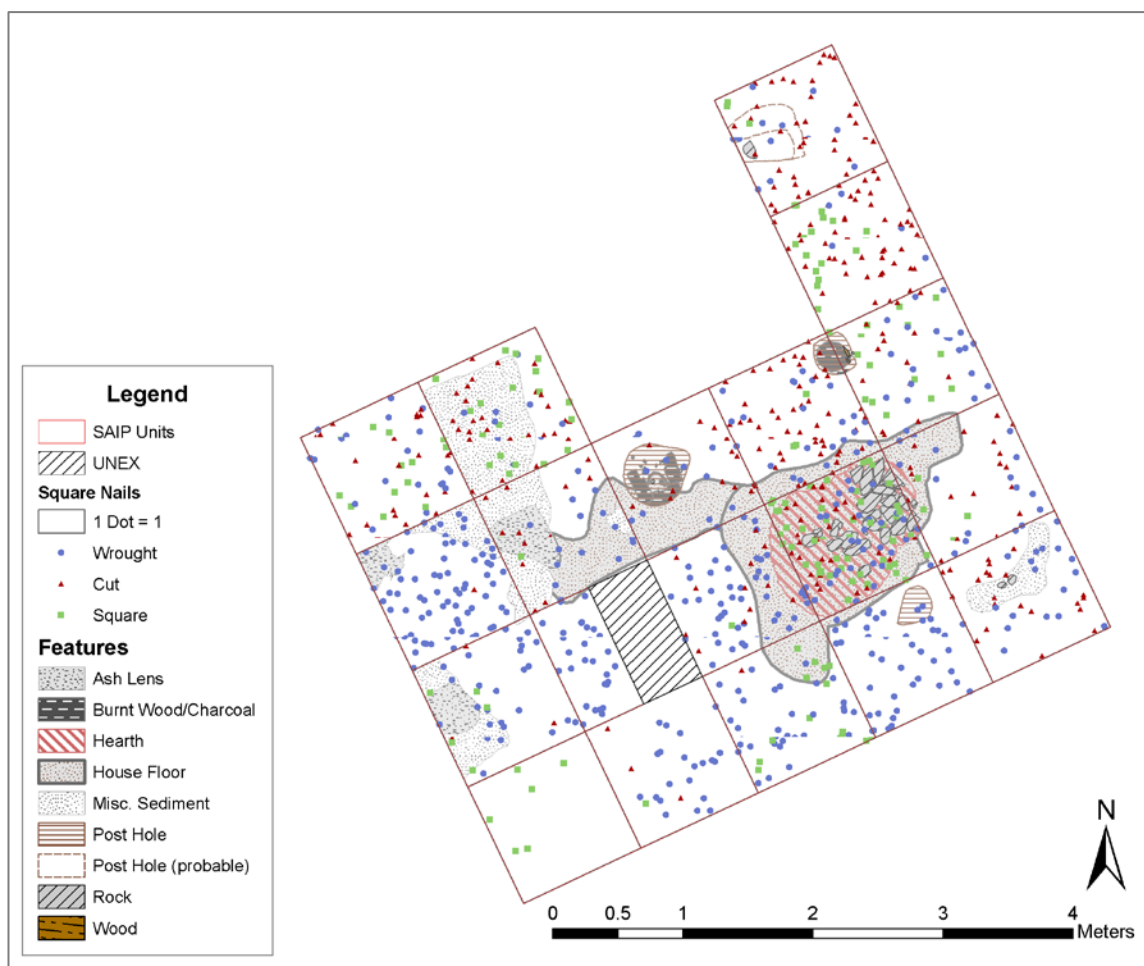 Legend
SAIP Units
UNEX
Square Nails
1 Dot = 1
Wrought
Cut
Square
Features
Ash Lens
Burnt Wood/Charcoal
Hearth
House Floor
Misc. Sediment
Post Hole
Post Hole (probable)
Rock
Wood
N
0 0.5 1 2 3 4
Meters